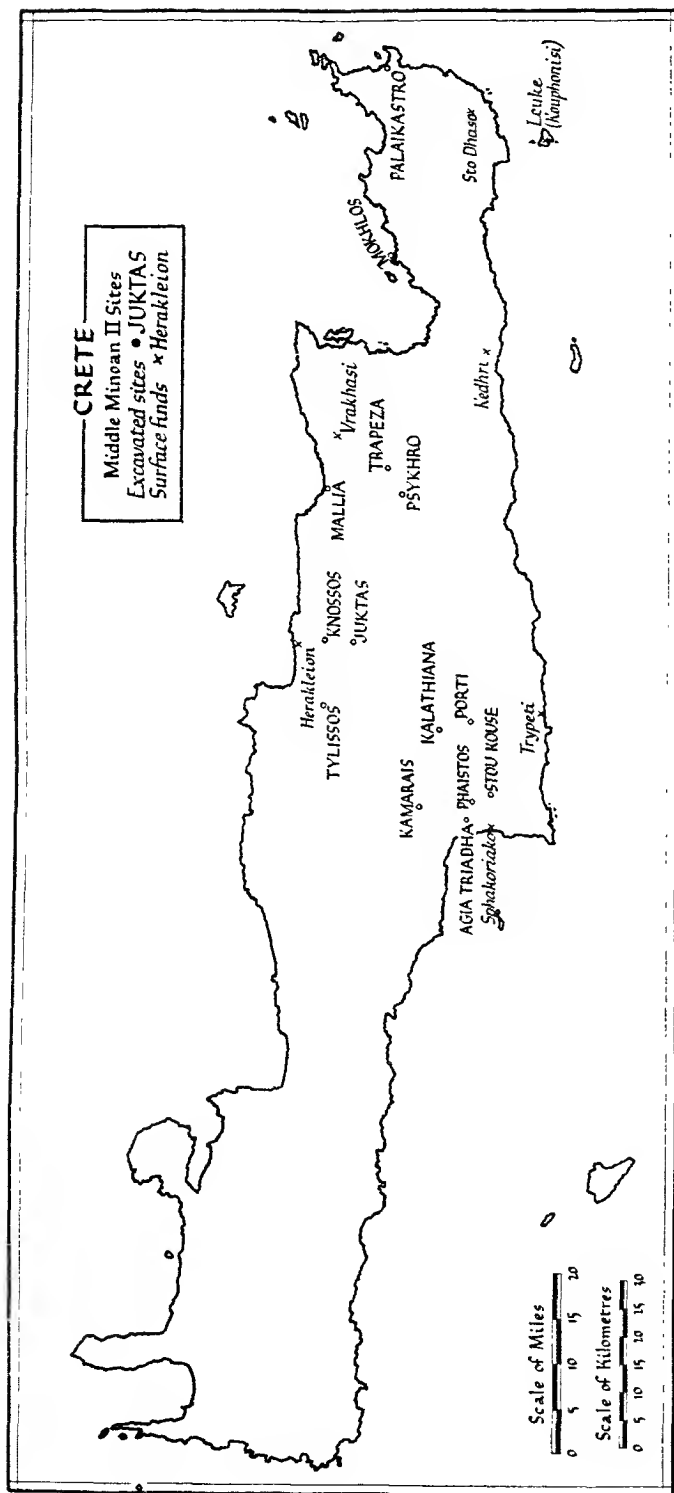 CRETE
Middle Minoan II Sites
Excavated sites • JUKTAS
Surface finds × Herakleion
PALAIKASTRO
Sto Dhaso
Leuke
(Kouphonisi)
MOKHLOS
Kedhri
Vrakhasi
TRAPEZA
PSYKHRO
MALLIA
Herakleion
KNOSSOS
JUKTAS
TYLISSOS
KALATHIANA
PORTI
KAMARAIS
PHAISTOS
STOU KOUSE
Trypeti
AGIA TRIADHA
Sphakoriako
Scale of Miles
0 5 10 15 20
Scale of Kilometres
0 5 10 15 20 25 30